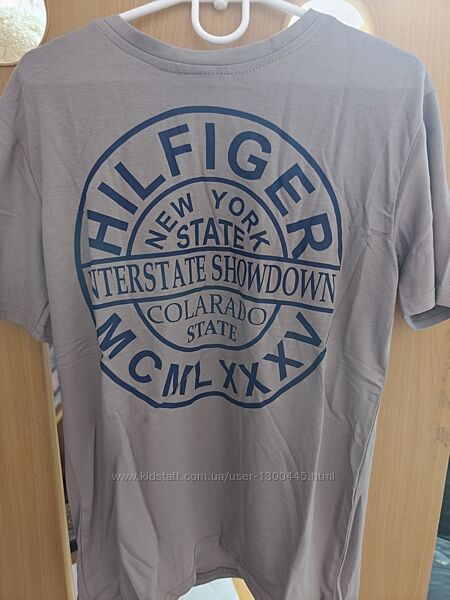 HILFIGER
NEW YORK
STATE
NTERSTATE SHOWDOWN
COLARADO
STATE
MCMLXXXV
www.kidstaff.com.ua/user-1300445.html